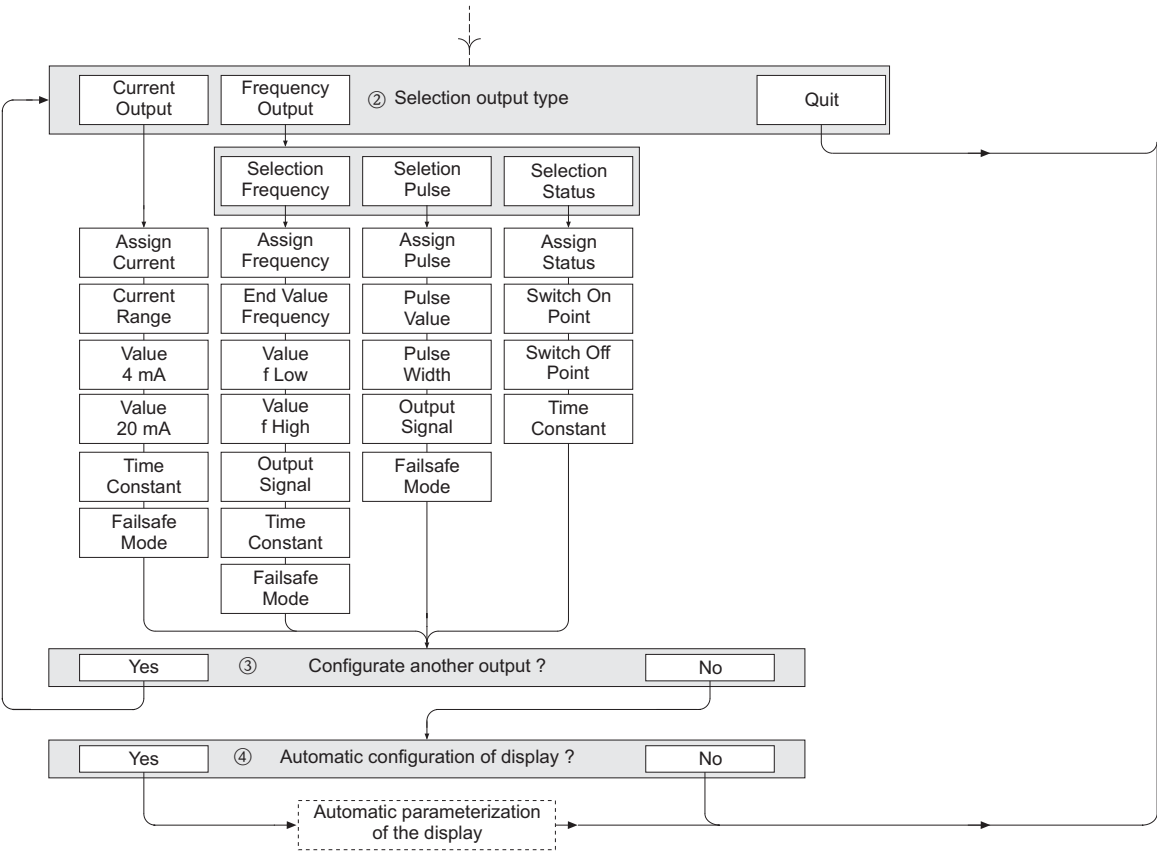 Current
Output
Frequency
Output
② Selection output type
Quit
Selection
Frequency
Seletion
Pulse
Selection
Status
Assign
Current
Current
Range
Value
4 mA
Value
20 mA
Time
Constant
Failsafe
Mode
Assign
Frequency
End Value
Frequency
Value
f Low
Value
f High
Output
Signal
Time
Constant
Failsafe
Mode
Assign
Pulse
Pulse
Value
Pulse
Width
Output
Signal
Failsafe
Mode
Assign
Status
Switch On
Point
Switch Off
Point
Time
Constant
Yes
③ Configurate another output ?
No
Yes
④ Automatic configuration of display ?
No
Automatic parameterization
of the display